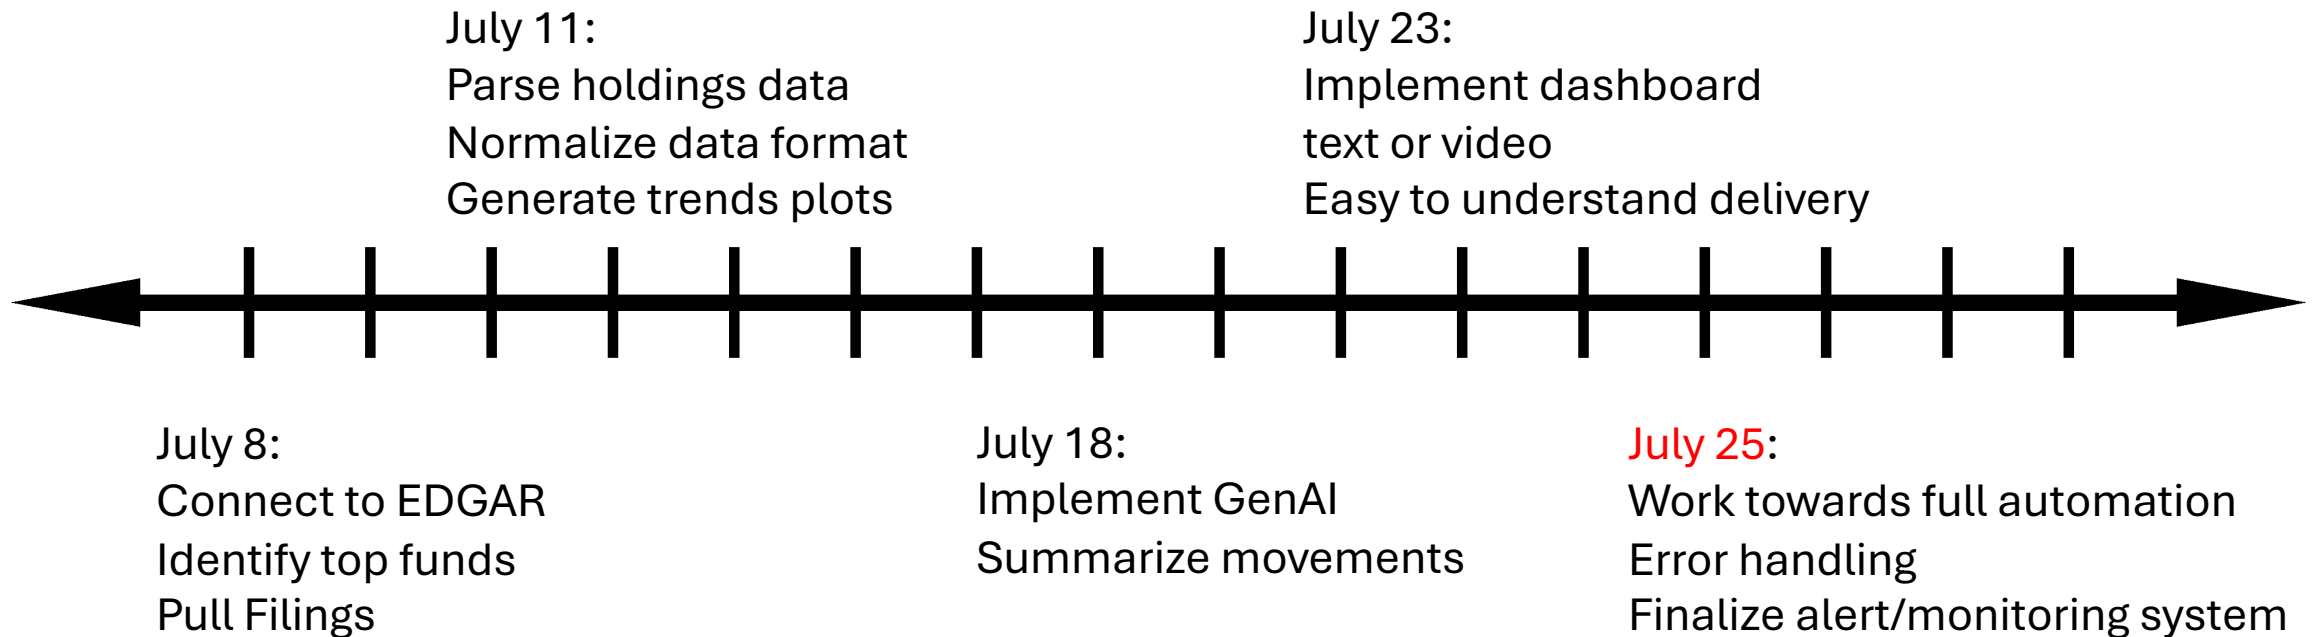 July 11:
Parse holdings data
Normalize data format
Generate trends plots
July 23:
Implement dashboard
text or video
Easy to understand delivery
July 8:
Connect to EDGAR
Identify top funds
Pull Filings
July 18:
Implement GenAI
Summarize movements
July 25:
Work towards full automation
Error handling
Finalize alert/monitoring system